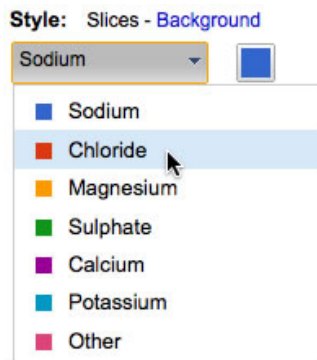 Style: Slices - Background
Sodium
Sodium
Chloride
Magnesium
Sulphate
Calcium
Potassium
Other